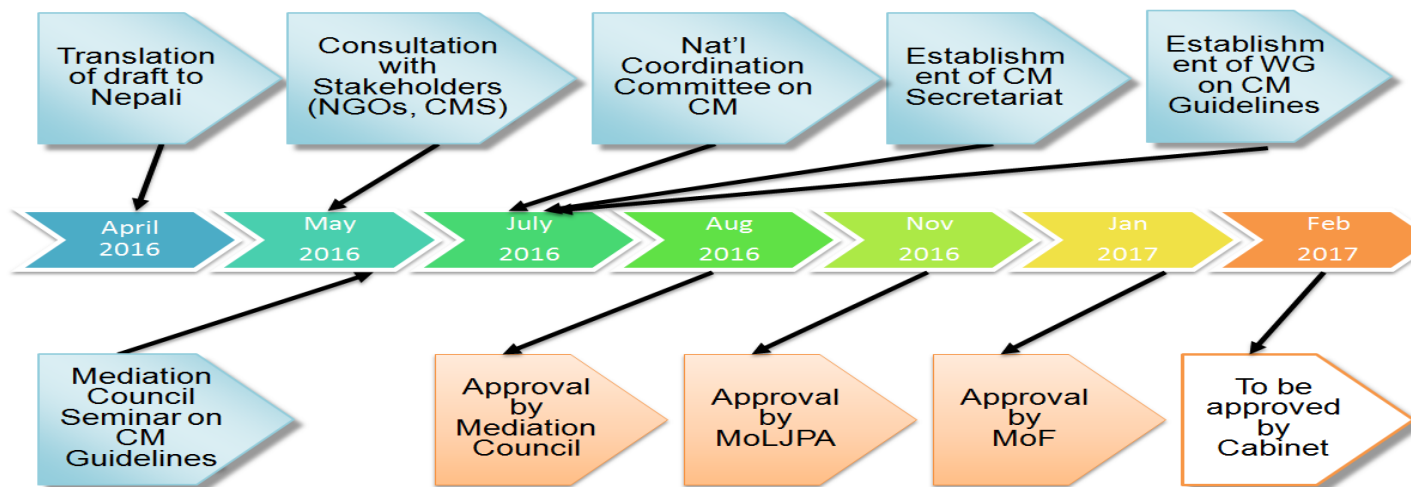 Translation
of draft to
Nepali
Consultation
with
Stakeholders
(NGOs, CMS)
Nat'l
Coordination
Committee on
CM
Establishm
ent of CM
Secretariat
Establishm
ent of WG
on CM
Guidelines
April
2016
May
2016
July
2016
Aug
2016
Nov
2016
Jan
2017
Feb
2017
Mediation
Council
Seminar on
CM
Guidelines
Approval
by
Mediation
Council
Approval
by
MoLJPA
Approval
by
MoF
To be
approved
by
Cabinet